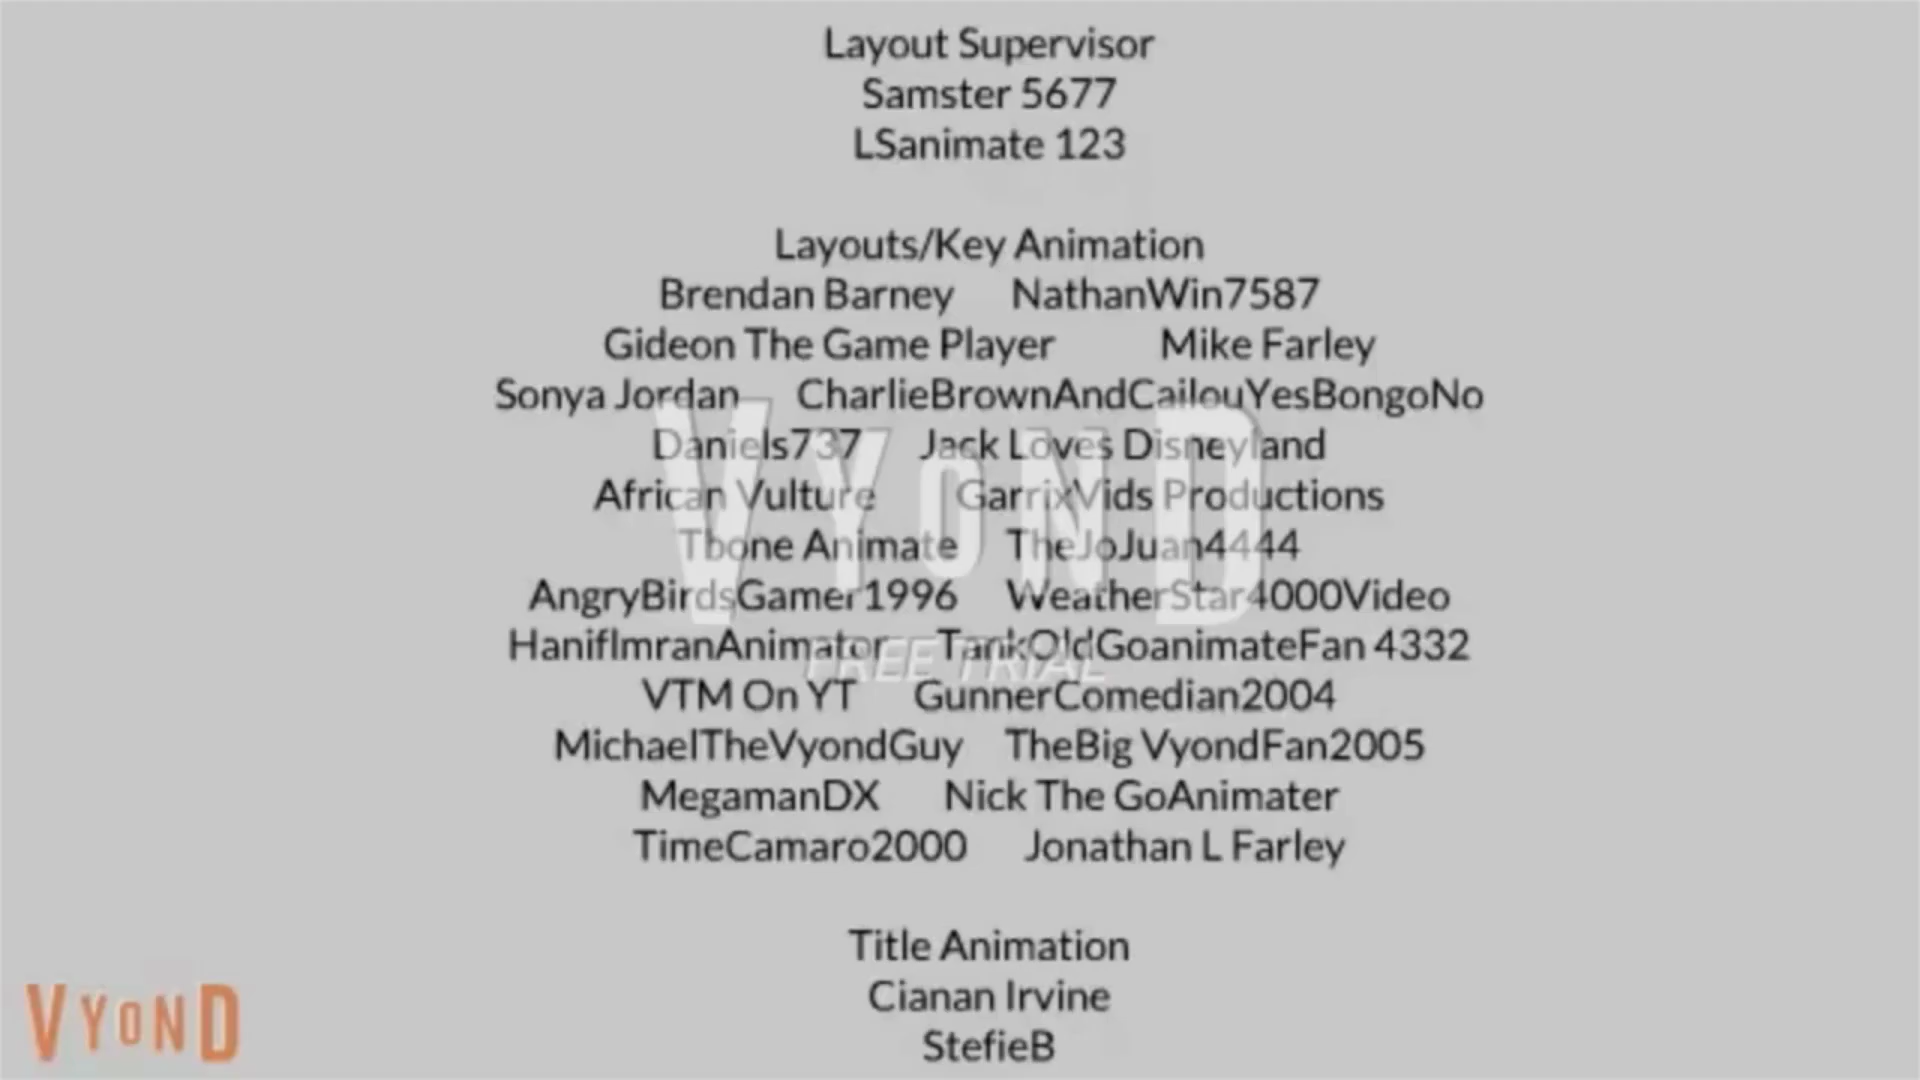 Layout Supervisor
Samster 5677
LSanimate 123
Layouts/Key Animation
Brendan Barney NathanWin7587
Gideon The Game Player Mike Farley
Sonya Jordan CharlieBrownAndCailouYesBongoNo
Daniels737 Jack Loves Disneyland
African Vulture GarrixVids Productions
Tbone Animate TheJoJuan4444
AngryBirdsGamer1996 WeatherStar4000Video
HanifImranAnimator TankOldGoanimateFan 4332
VTM On YT GunnerComedian2004
MichaelTheVyondGuy TheBig VyondFan2005
MegamanDX Nick The GoAnimater
TimeCamaro2000 Jonathan L Farley
Title Animation
Cianan Irvine
StefieB
VYOND
FREE TRIAL
VYOND